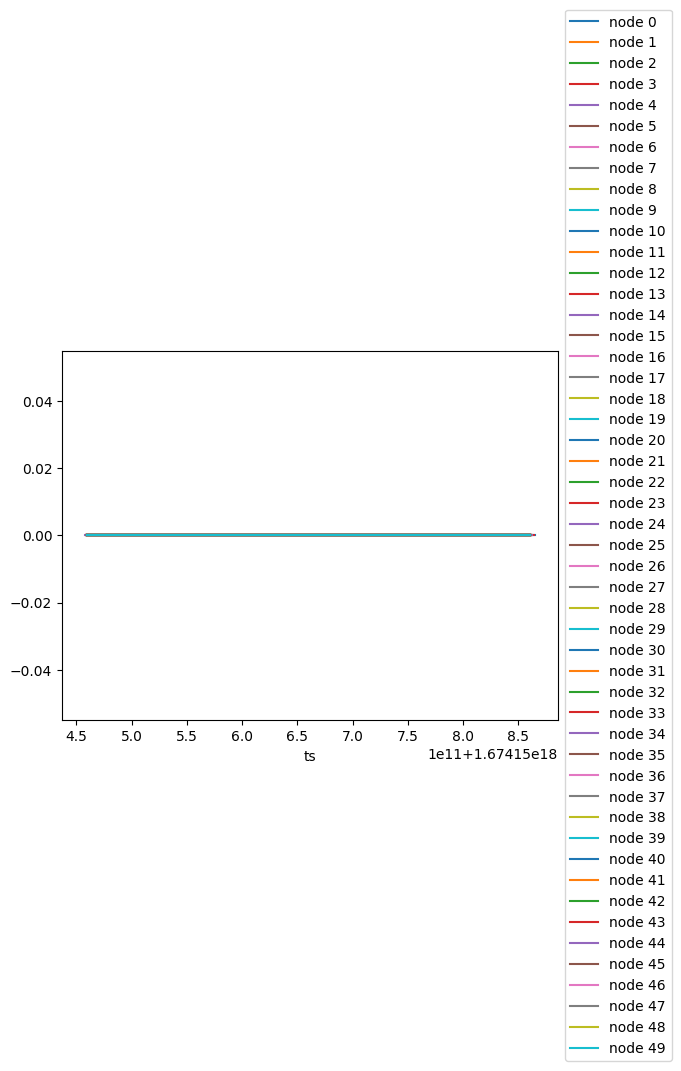 0.04
0.02
0.00
−0.02
−0.04
4.5 5.0 5.5 6.0 6.5 7.0 7.5 8.0 8.5
ts
1e11+1.67415e18
node 0
node 1
node 2
node 3
node 4
node 5
node 6
node 7
node 8
node 9
node 10
node 11
node 12
node 13
node 14
node 15
node 16
node 17
node 18
node 19
node 20
node 21
node 22
node 23
node 24
node 25
node 26
node 27
node 28
node 29
node 30
node 31
node 32
node 33
node 34
node 35
node 36
node 37
node 38
node 39
node 40
node 41
node 42
node 43
node 44
node 45
node 46
node 47
node 48
node 49